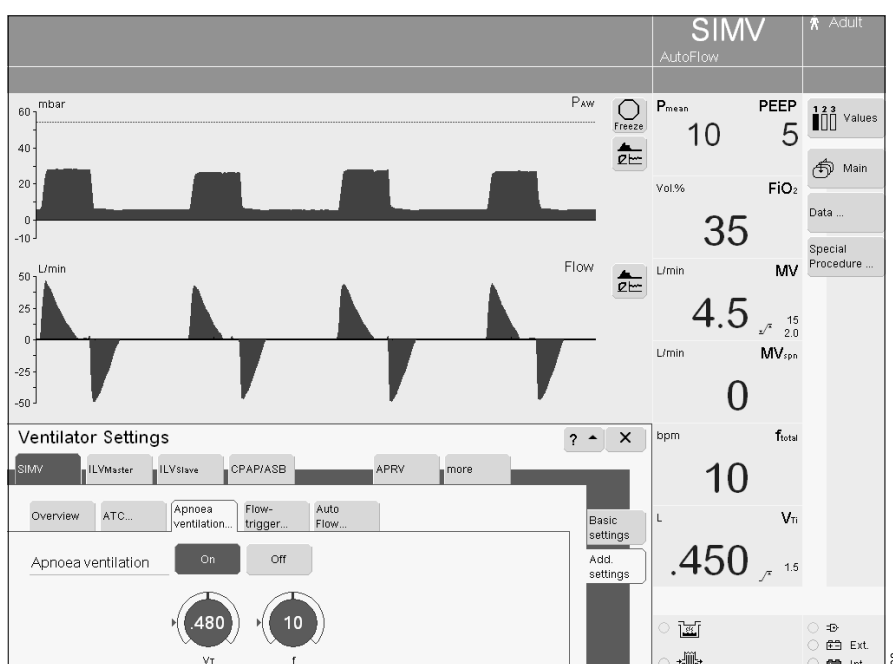 SIMV
AutoFlow
Adult
mbar
PAW
60
40
20
0
-10
Freeze
Pmean
PEEP
10
5
1 2 3
Values
Main
Vol.%
FiO2
35
Data ...
Special
Procedure ...
L/min
Flow
50
25
0
-25
-50
L/min
MV
4.5
15
2.0
L/min
MVspn
0
Ventilator Settings
?
X
SIMV
ILVMaster
ILVSlave
CPAP/ASB
APRV
more
bpm
ftotal
10
Overview
ATC...
Apnoea
ventilation...
Flow-
trigger...
Auto
Flow...
Basic
settings
Add.
settings
Apnoea ventilation
On
Off
L
VTi
.450
1.5
.480
10
VT
f
Ext.
Int.